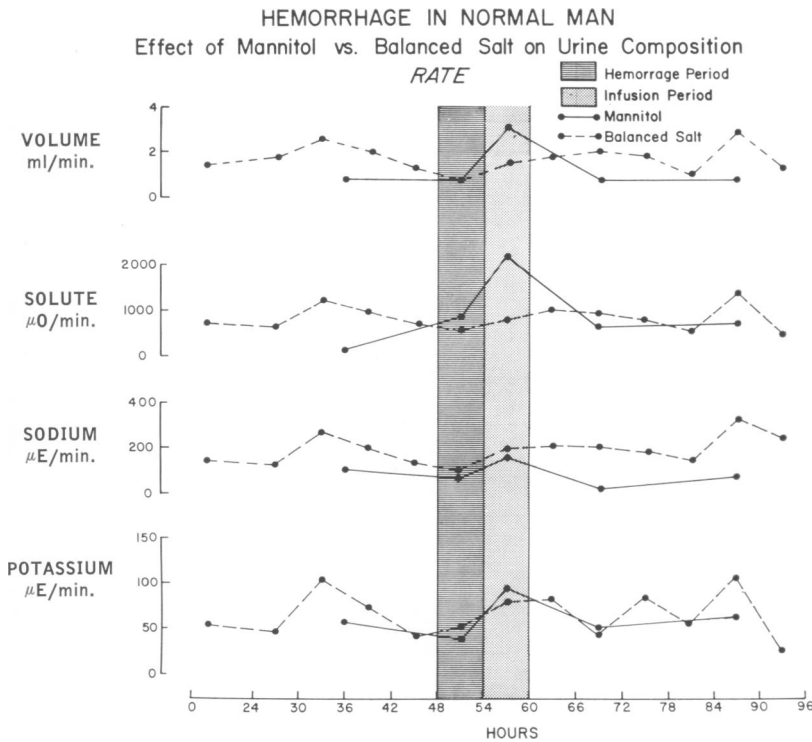 HEMORRHAGE IN NORMAL MAN
Effect of Mannitol vs. Balanced Salt on Urine Composition
RATE
Hemorrage Period
Infusion Period
Mannitol
Balanced Salt
VOLUME
ml/min.
4
2
0
SOLUTE
µO/min.
2000
1000
0
SODIUM
µE/min.
400
200
0
POTASSIUM
µE/min.
150
100
50
0
0 24 30 36 48 54 60 66 72 78 84 90 96
HOURS